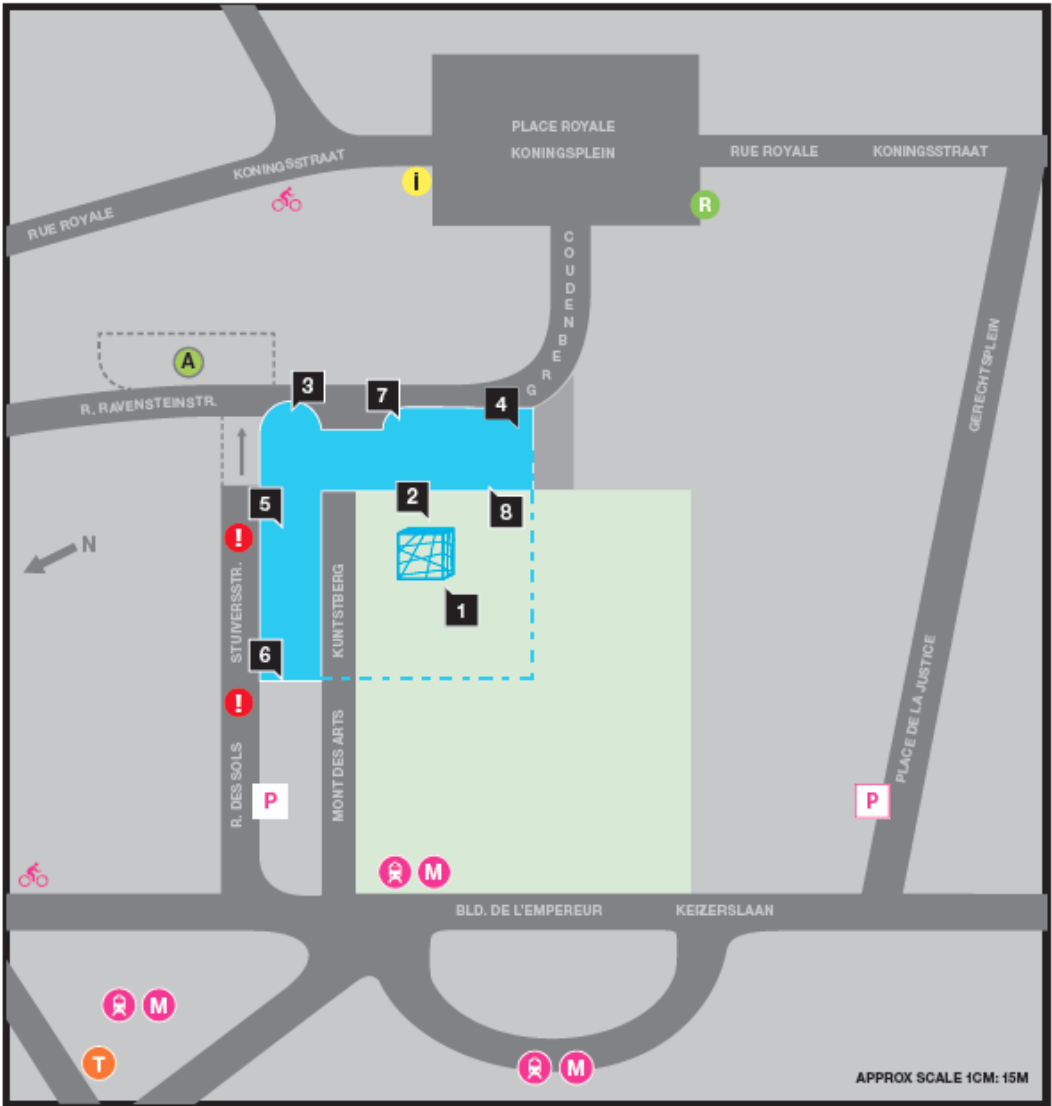 PLACE ROYALE
KONINGSPLEIN
RUE ROYALE
KONINGSSTRAAT
KONINGSSTRAAT
RUE ROYALE
i
R
COUDENBERG
A
R. RAVENSTEINSTR.
3
7
4
GERECHTSPLEIN
5
2
8
!
N
STUIVERSSTR.
KUNTSTBERG
1
6
!
PLACE DE LA JUSTICE
R. DES SOLS
MONT DES ARTS
P
P
M
BLD. DE L'EMPEREUR
KEIZERSLAAN
M
T
M
APPROX SCALE 1CM: 15M